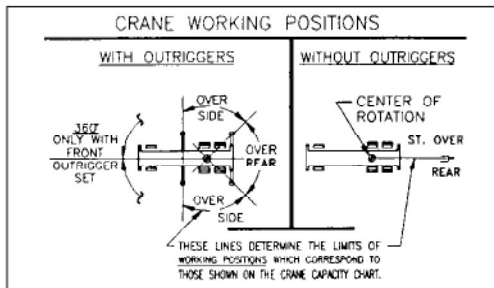 CRANE WORKING POSITIONS
WITH OUTRIGGERS
OVER
SIDE
360°
ONLY WITH
FRONT
OUTRIGGER
SET
OVER
REAR
OVER
SIDE
WITHOUT OUTRIGGERS
CENTER OF
ROTATION
ST. OVER
REAR
THESE LINES DETERMINE THE LIMITS OF
WORKING POSITIONS WHICH CORRESPOND TO
THOSE SHOWN ON THE CRANE CAPACITY CHART.